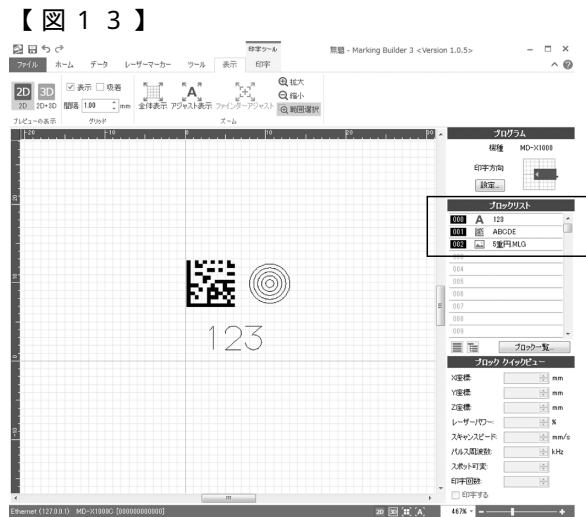 【図１３】
印字ツール
無題 - Marking Builder 3 <Version 1.0.5>
ファイル ホーム データ レーザーマーカー ツール 表示 印字
2D 3D
2D 2D+3D
プレビューの表示
表示 吸着
間隔 1.00 mm
グリッド
全体表示 アジャスト表示 ファインダーアジャスト
拡大
縮小
範囲選択
ズーム
-20 -10 0 10 20 30
プログラム
機種 MD-X1000
印字方向
設定...
ブロックリスト
000 A 123
001 ABCDE
002 5重円.MLG
003
004
005
006
007
008
009
ブロック一覧...
123
ブロック クイックビュー
X座標: mm
Y座標: mm
Z座標: mm
レーザーパワー: %
スキャンスピード: mm/s
パルス周波数: kHz
スポット可変:
印字回数:
印字する
Ethernet (127.0.0.1) MD-X1000C [000000000000]
2D 3D A
467%